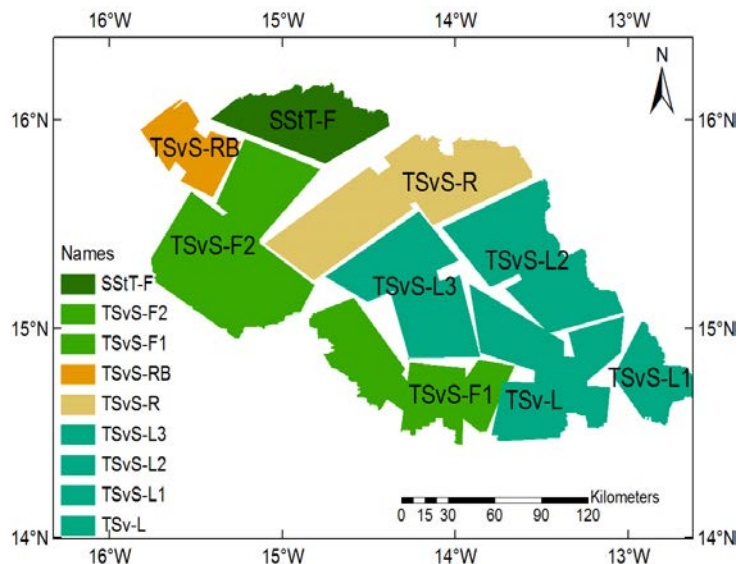 16°W 15°W 14°W 13°W
N
16°N 16°N
SStT-F
TSvS-RB
TSvS-R
TSvS-F2
TSvS-L2
TSvS-L3
Names
SStT-F
TSvS-F2
TSvS-F1
TSvS-RB
TSvS-R
TSvS-L3
TSvS-L2
TSvS-L1
TSv-L
15°N 15°N
TSvS-L1
TSvS-F1
TSv-L
Kilometers
0 15 30 60 90 120
14°N 14°N
16°W 15°W 14°W 13°W